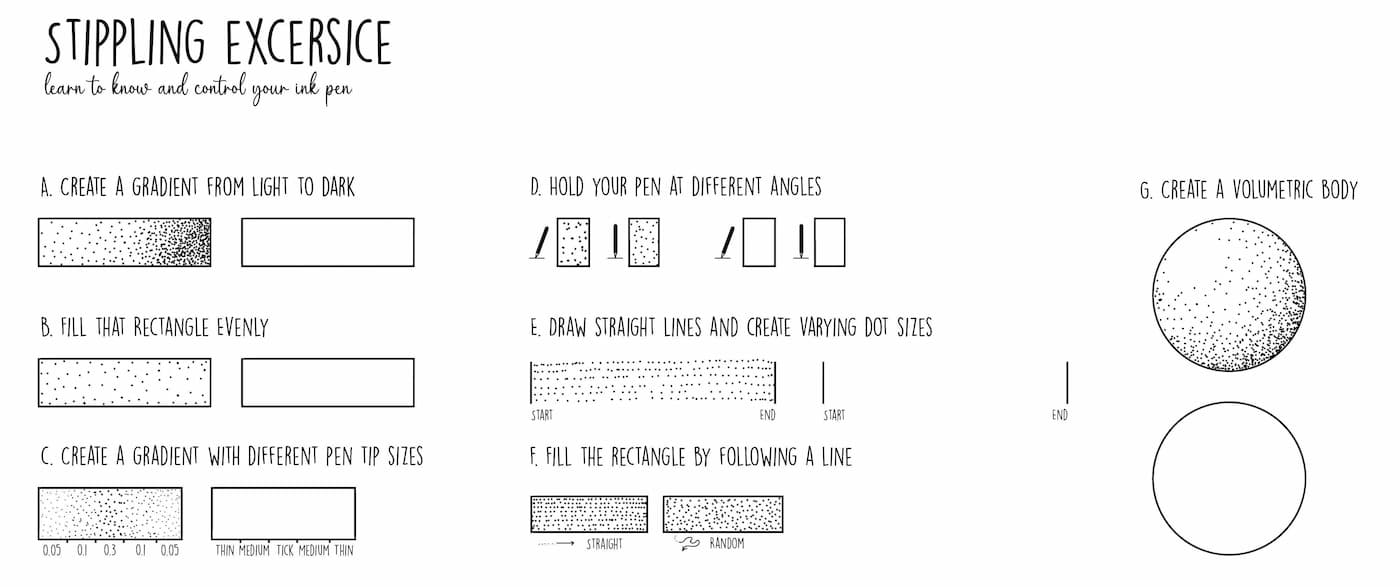 STIPPLING EXCERSICE
learn to know and control your ink pen
A. CREATE A GRADIENT FROM LIGHT TO DARK
B. FILL THAT RECTANGLE EVENLY
C. CREATE A GRADIENT WITH DIFFERENT PEN TIP SIZES
0.05 0.1 0.3 0.1 0.05
THIN MEDIUM TICK MEDIUM THIN
D. HOLD YOUR PEN AT DIFFERENT ANGLES
E. DRAW STRAIGHT LINES AND CREATE VARYING DOT SIZES
START END START END
F. FILL THE RECTANGLE BY FOLLOWING A LINE
STRAIGHT RANDOM
G. CREATE A VOLUMETRIC BODY